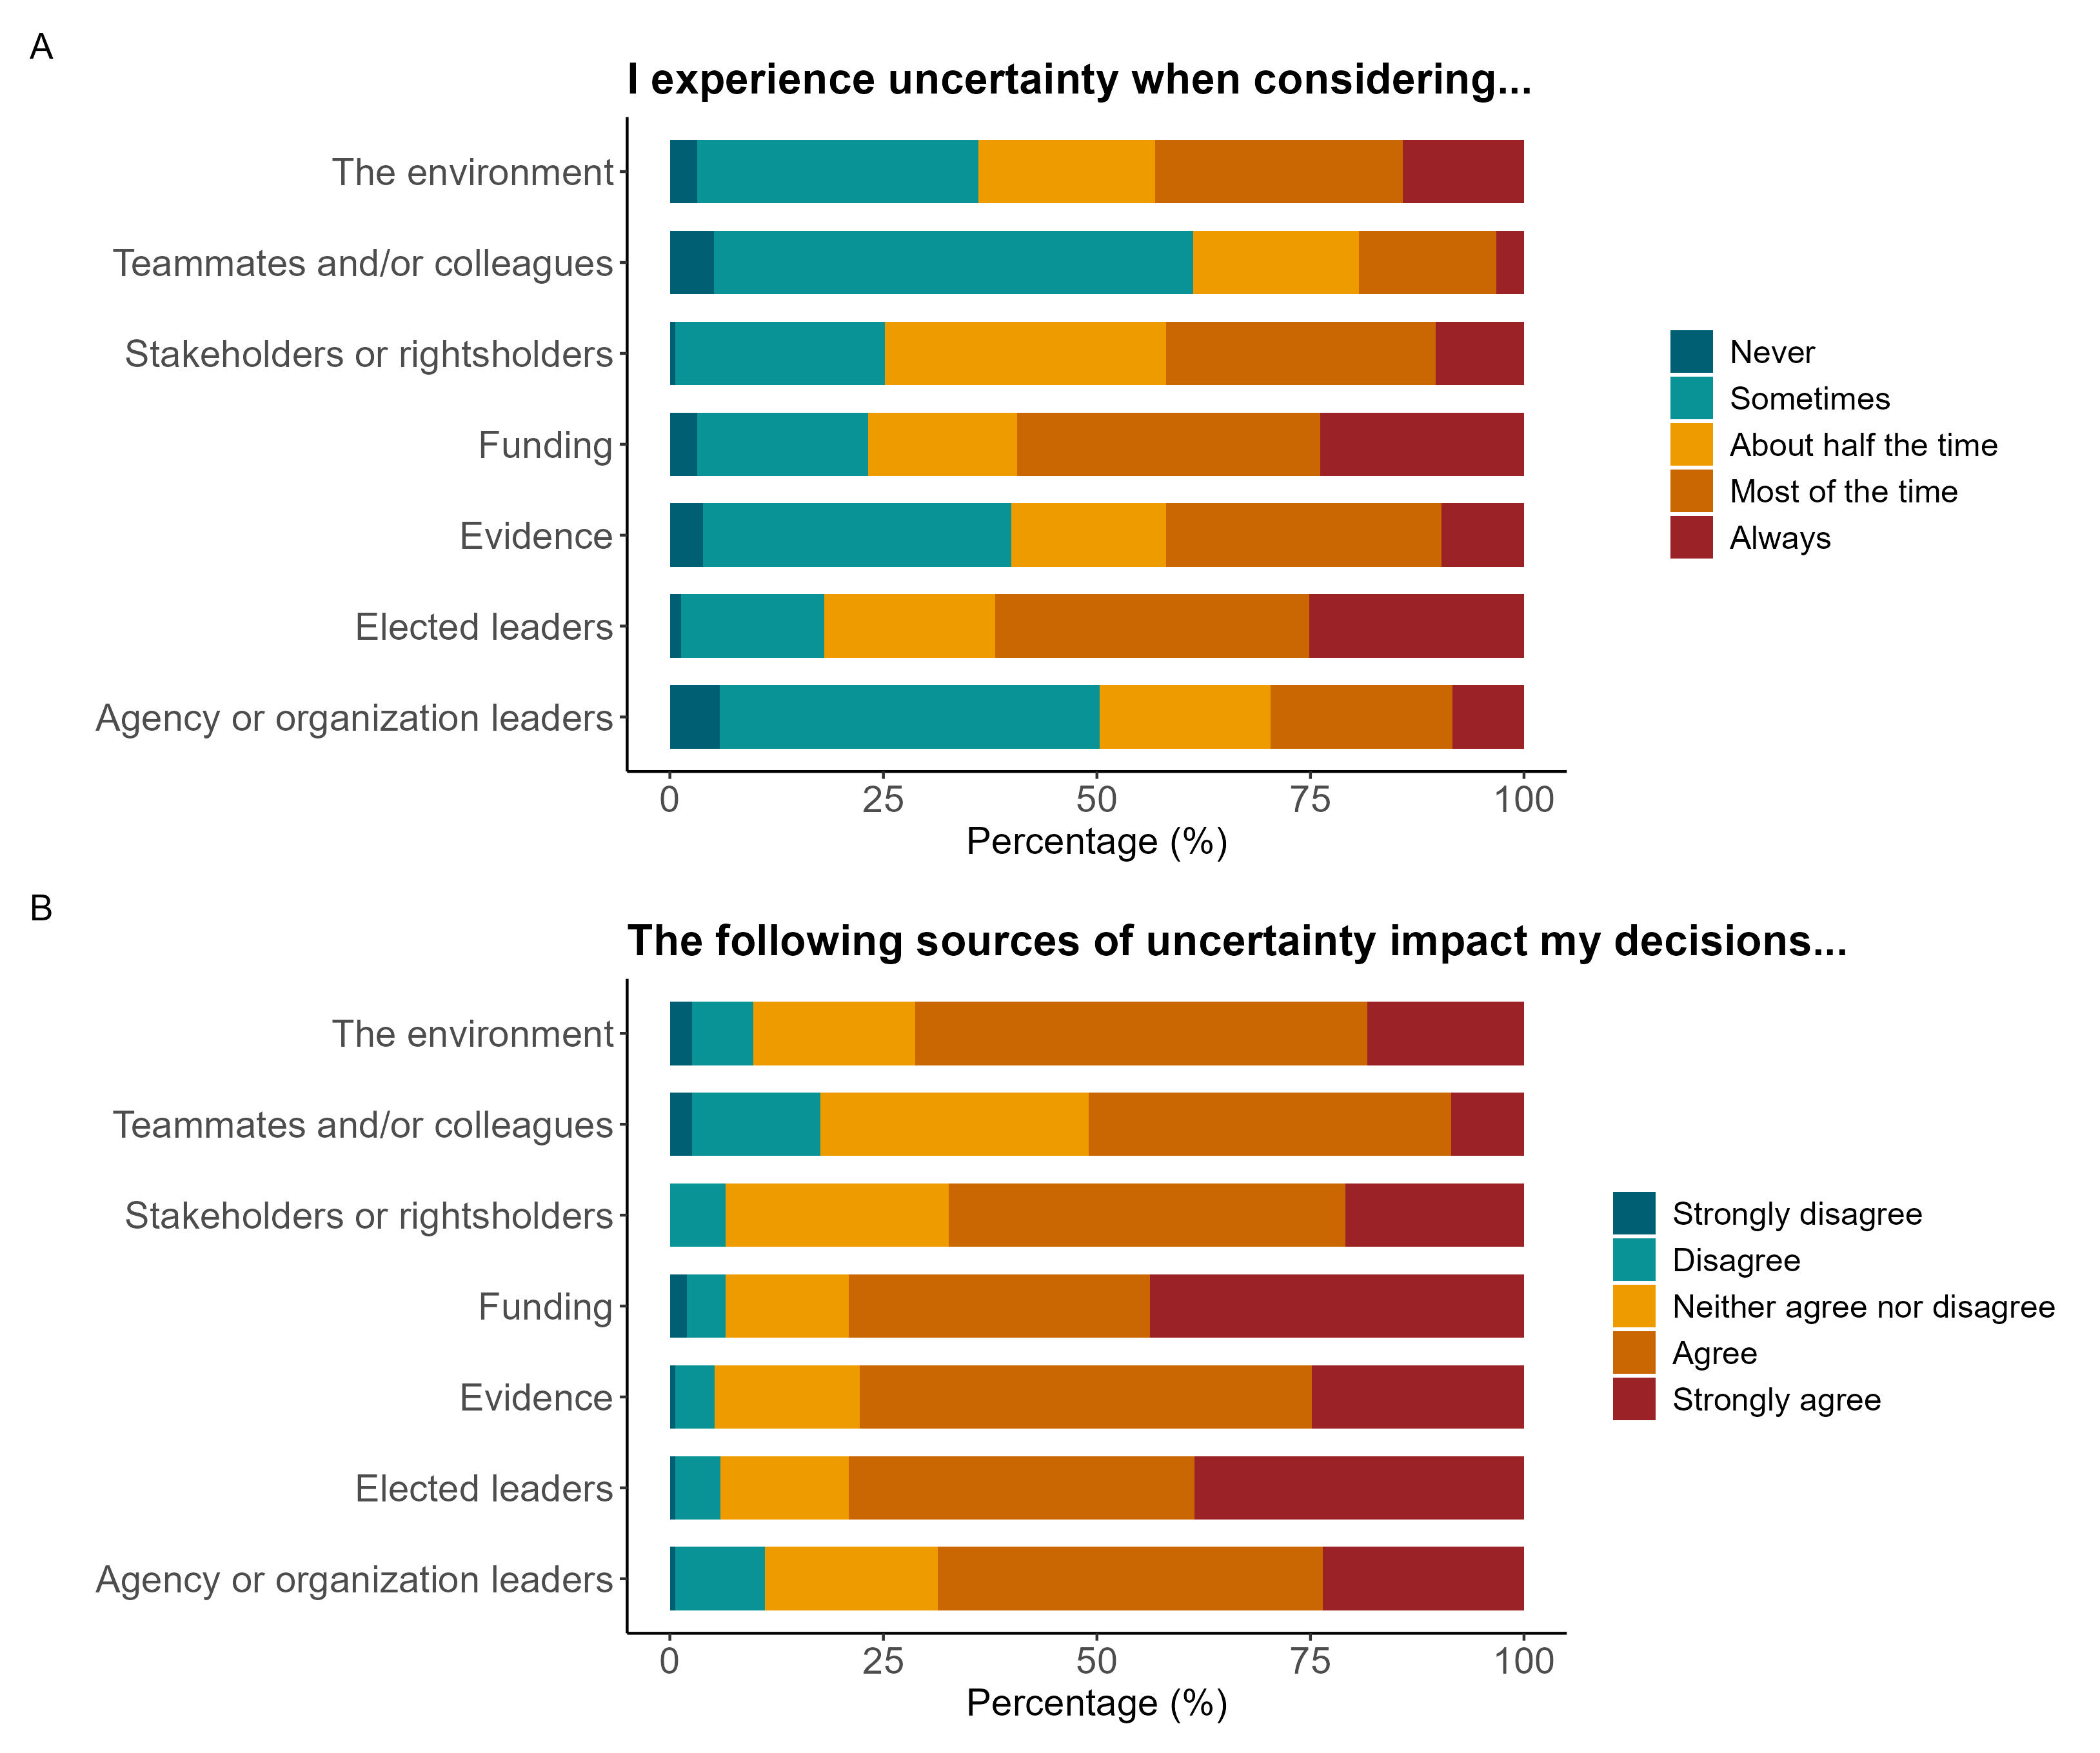 A
I experience uncertainty when considering...
The environment
Teammates and/or colleagues
Stakeholders or rightsholders
Funding
Evidence
Elected leaders
Agency or organization leaders
0 25 50 75 100
Percentage (%)
Never
Sometimes
About half the time
Most of the time
Always
B
The following sources of uncertainty impact my decisions...
The environment
Teammates and/or colleagues
Stakeholders or rightsholders
Funding
Evidence
Elected leaders
Agency or organization leaders
0 25 50 75 100
Percentage (%)
Strongly disagree
Disagree
Neither agree nor disagree
Agree
Strongly agree